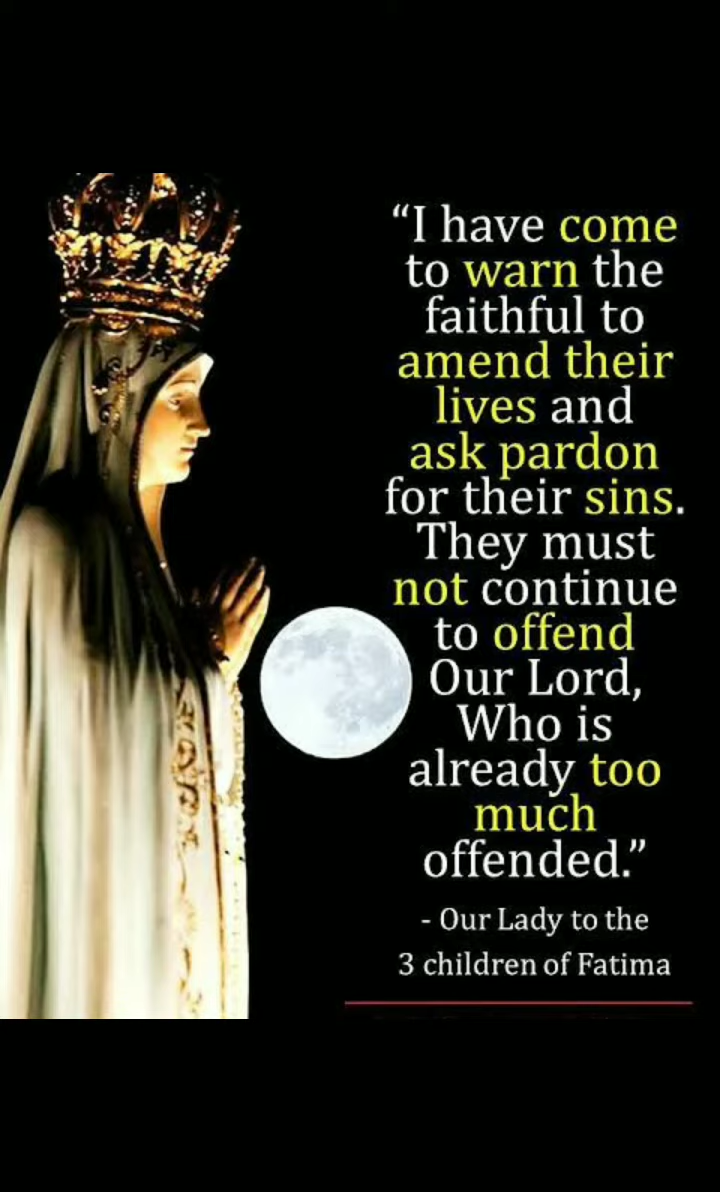 “I have come
to warn the
faithful to
amend their
lives and
ask pardon
for their sins.
They must
not continue
to offend
Our Lord,
Who is
already too
much
offended.”
- Our Lady to the
3 children of Fatima